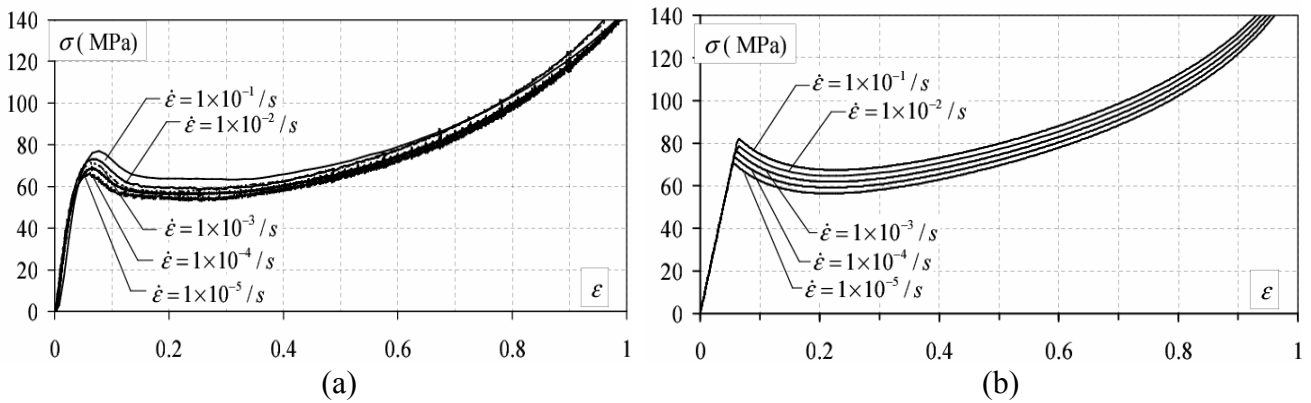 140
120
100
80
60
40
20
0
σ ( MPa)
ε̇ = 1×10⁻¹ / s
ε̇ = 1×10⁻² / s
ε̇ = 1×10⁻³ / s
ε̇ = 1×10⁻⁴ / s
ε̇ = 1×10⁻⁵ / s
ε
0 0.2 0.4 0.6 0.8 1
(a)
140
120
100
80
60
40
20
0
σ ( MPa)
ε̇ = 1×10⁻¹ / s
ε̇ = 1×10⁻² / s
ε̇ = 1×10⁻³ / s
ε̇ = 1×10⁻⁴ / s
ε̇ = 1×10⁻⁵ / s
ε
0 0.2 0.4 0.6 0.8 1
(b)